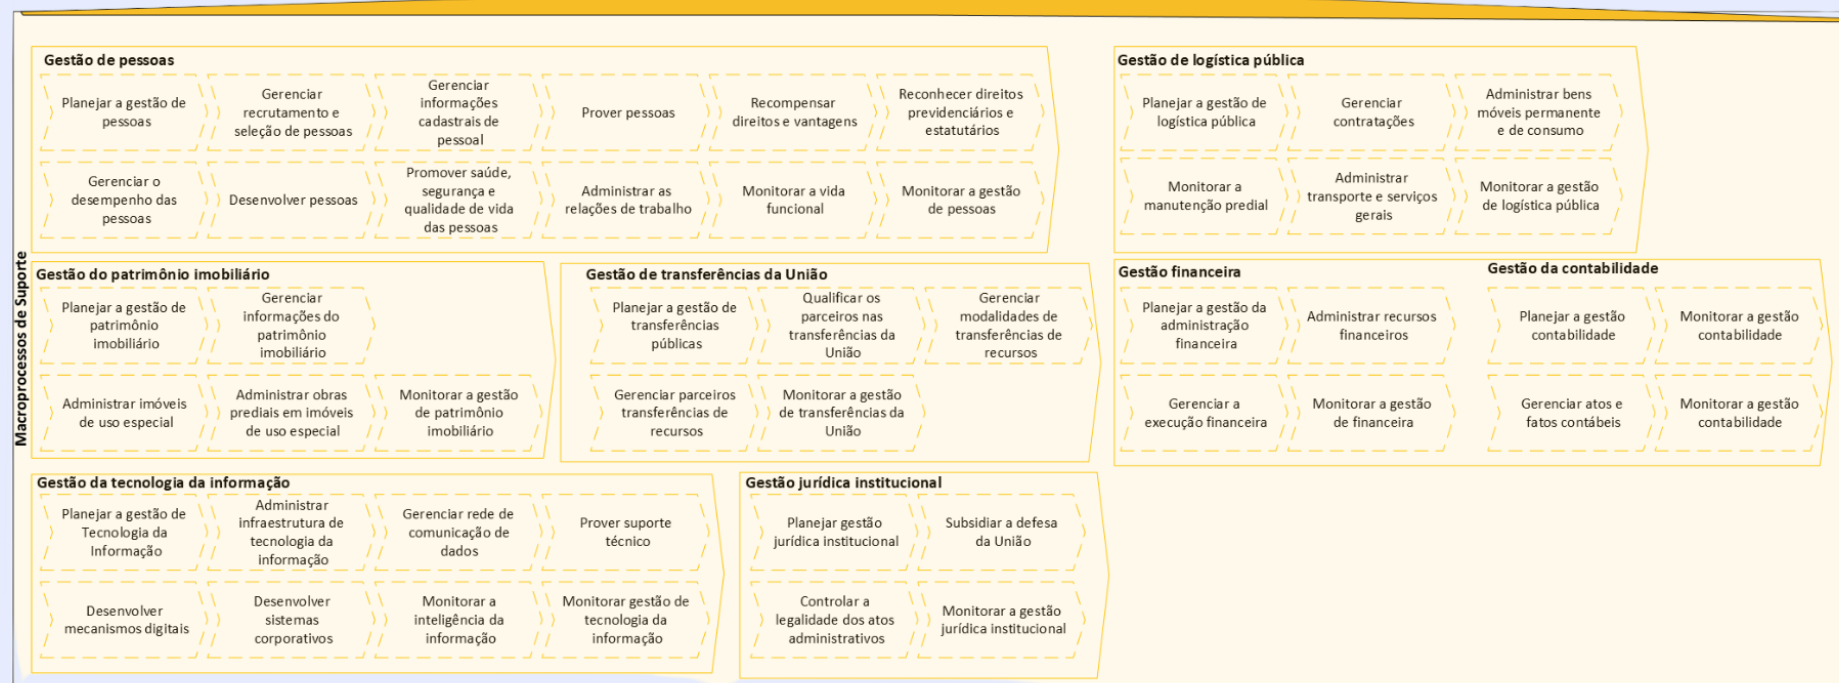 Macroprocessos de Suporte
Gestão de pessoas
Planejar a gestão de
pessoas
Gerenciar
recrutamento e
seleção de pessoas
Gerenciar
informações
cadastrais de
pessoal
Prover pessoas
Recompensar
direitos e vantagens
Reconhecer direitos
previdenciários e
estatutários
Gerenciar o
desempenho das
pessoas
Desenvolver pessoas
Promover saúde,
segurança e
qualidade de vida
das pessoas
Administrar as
relações de trabalho
Monitorar a vida
funcional
Monitorar a gestão
de pessoas
Gestão de logística pública
Planejar a gestão de
logística pública
Gerenciar
contratações
Administrar bens
móveis permanente
e de consumo
Monitorar a
manutenção predial
Administrar
transporte e serviços
gerais
Monitorar a gestão
de logística pública
Gestão do patrimônio imobiliário
Planejar a gestão de
patrimônio
imobiliário
Gerenciar
informações do
patrimônio
imobiliário
Administrar imóveis
de uso especial
Administrar obras
prediais em imóveis
de uso especial
Monitorar a gestão
de patrimônio
imobiliário
Gestão de transferências da União
Planejar a gestão de
transferências
públicas
Qualificar os
parceiros nas
transferências da
União
Gerenciar
modalidades de
transferências de
recursos
Gerenciar parceiros
transferências de
recursos
Monitorar a gestão
de transferências da
União
Gestão financeira
Planejar a gestão da
administração
financeira
Administrar recursos
financeiros
Gerenciar a
execução financeira
Monitorar a gestão
de financeira
Gestão da contabilidade
Planejar a gestão
contabilidade
Monitorar a gestão
contabilidade
Gerenciar atos e
fatos contábeis
Monitorar a gestão
contabilidade
Gestão da tecnologia da informação
Planejar a gestão de
Tecnologia da
Informação
Administrar
infraestrutura de
tecnologia da
informação
Gerenciar rede de
comunicação de
dados
Prover suporte
técnico
Desenvolver
mecanismos digitais
Desenvolver
sistemas
corporativos
Monitorar a
inteligência da
informação
Monitorar gestão de
tecnologia da
informação
Gestão jurídica institucional
Planejar gestão
jurídica institucional
Subsidiar a defesa
da União
Controlar a
legalidade dos atos
administrativos
Monitorar a gestão
jurídica institucional